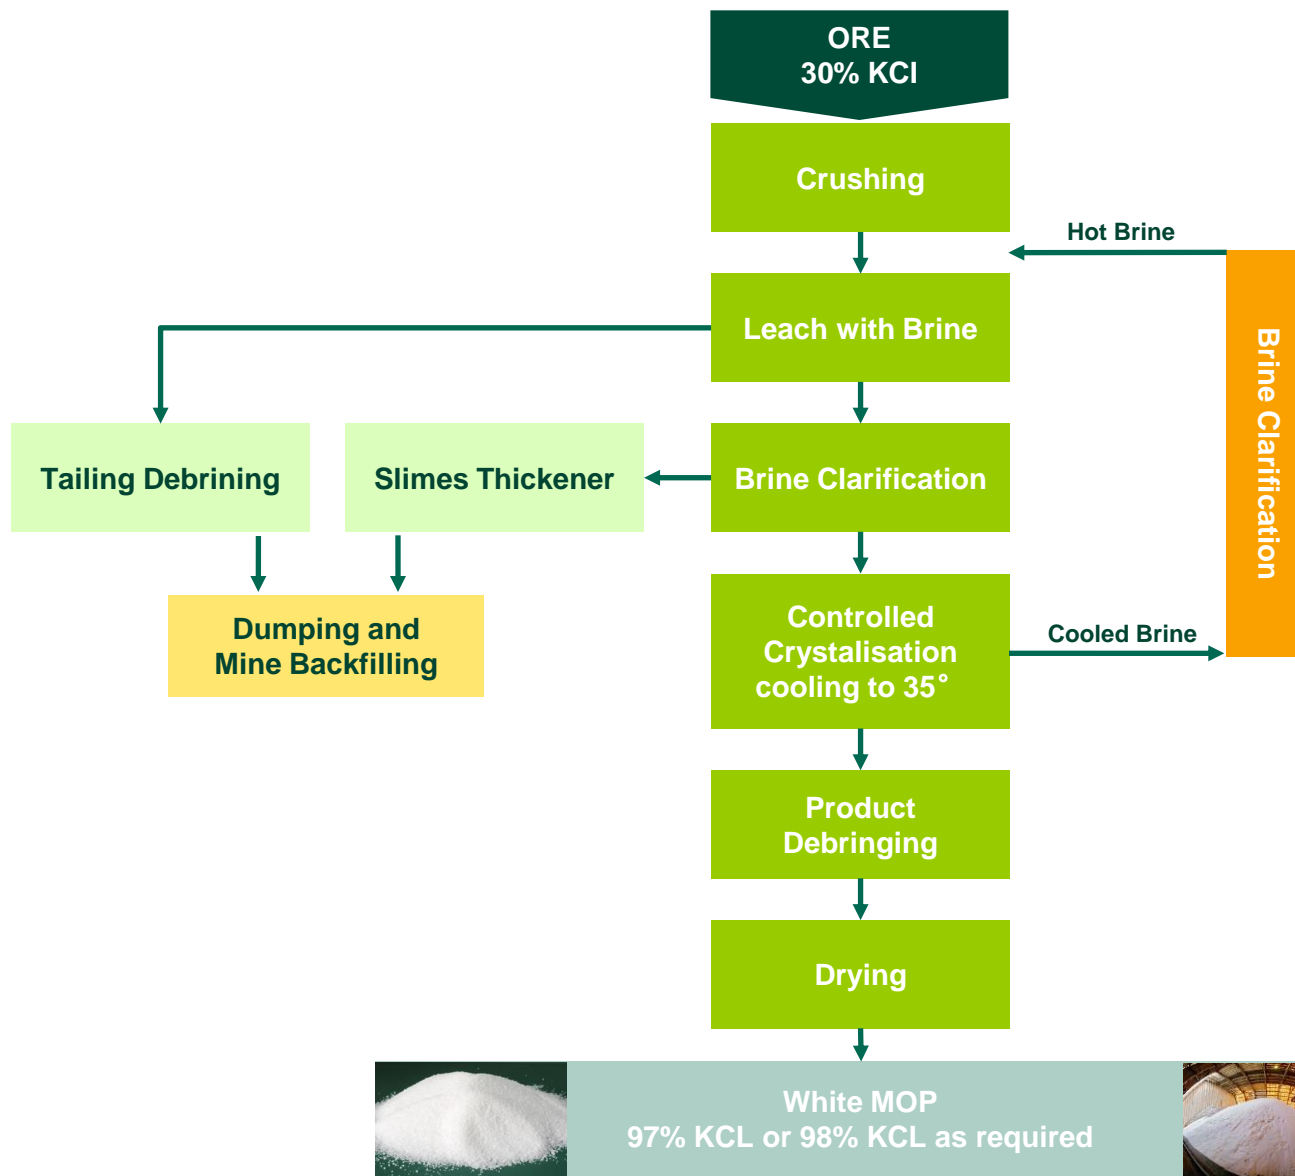 ORE
30% KCl
Crushing
Hot Brine
Leach with Brine
Brine Clarification
Tailing Debrining
Slimes Thickener
Brine Clarification
Controlled
Crystalisation
cooling to 35°
Cooled Brine
Dumping and
Mine Backfilling
Product
Debringing
Drying
White MOP
97% KCL or 98% KCL as required